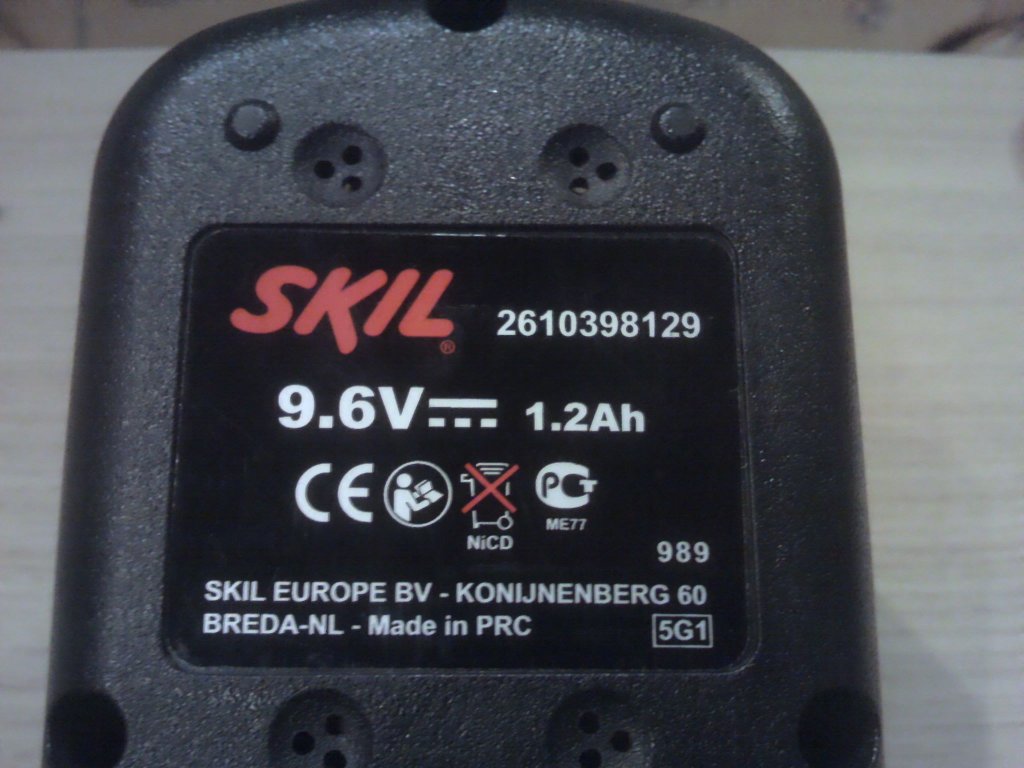 SKIL®
2610398129
9.6V 1.2Ah
CE
PCT
ME77
NiCD
989
SKIL EUROPE BV - KONIJNENBERG 60
BREDA-NL - Made in PRC
5G1